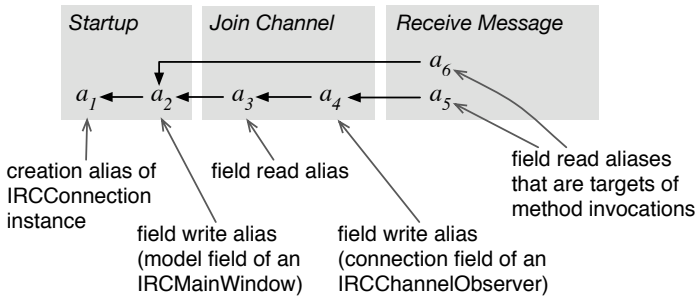 Startup
Join Channel
Receive Message
a6
a1
a2
a3
a4
a5
creation alias of
IRCConnection
instance
field read alias
field read aliases
that are targets of
method invocations
field write alias
(model field of an
IRCMainWindow)
field write alias
(connection field of an
IRCChannelObserver)